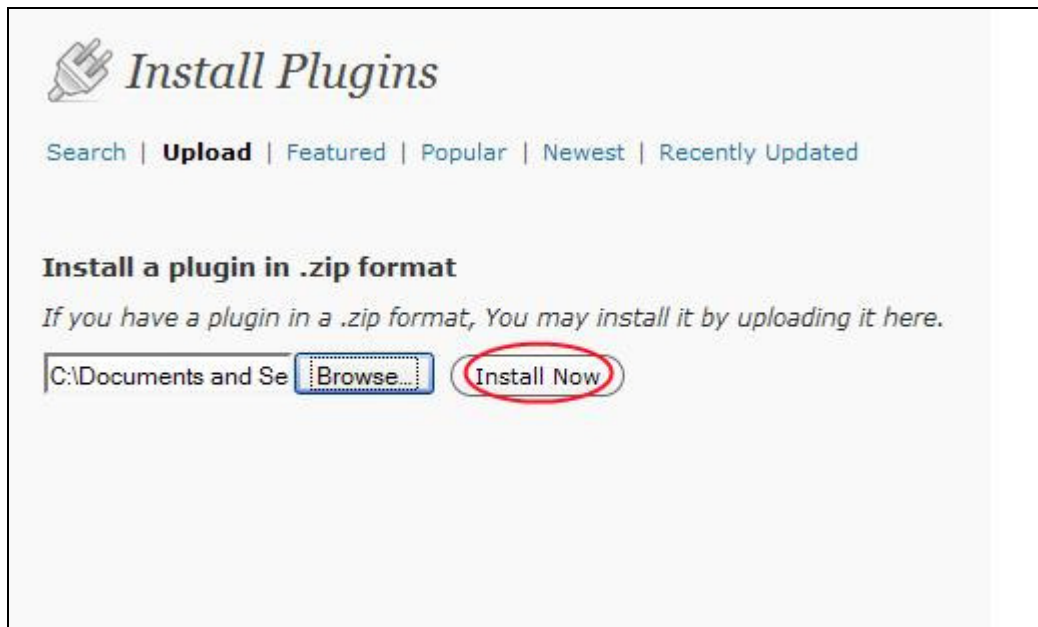 Install Plugins
Search | Upload | Featured | Popular | Newest | Recently Updated
Install a plugin in .zip format
If you have a plugin in a .zip format, You may install it by uploading it here.
C:\Documents and Se Browse... Install Now